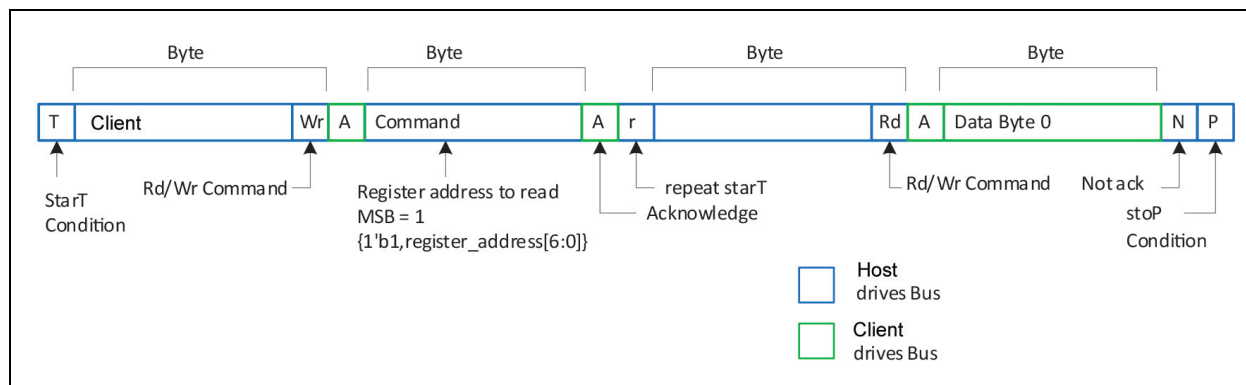 Byte
Byte
Byte
Byte
T
Client
Wr
A
Command
A
r
Rd
A
Data Byte 0
N
P
StarT
Condition
Rd/Wr Command
Register address to read
MSB = 1
{1'b1,register_address[6:0]}
repeat starT
Acknowledge
Rd/Wr Command
Not ack
stoP
Condition
Host
drives Bus
Client
drives Bus